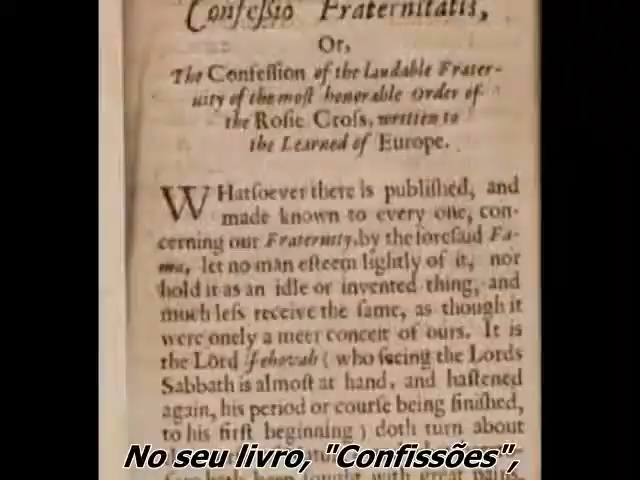 Confeſsio Fraternitatis,
Or,
The Confeſſion of the laudable Frater-
nity of the moſt honorable Order of
the Roſie Croſs, written to
the Learned of Europe.
WHatſoever there is publiſhed, and
made known to every one, con-
cerning our Fraternity, by the foreſaid Fa-
ma, let no man eſteem lightly of it, nor
hold it as an idle or invented thing, and
much leſs receive the ſame, as though it
were onely a meer conceit of ours. It is
the Lord Jehovah (who ſeeing the Lords
Sabbath is almoſt at hand, and haſtened
again, his period or courſe being finiſhed,
to his firſt beginning) doth turn about
No seu livro, "Confissões",